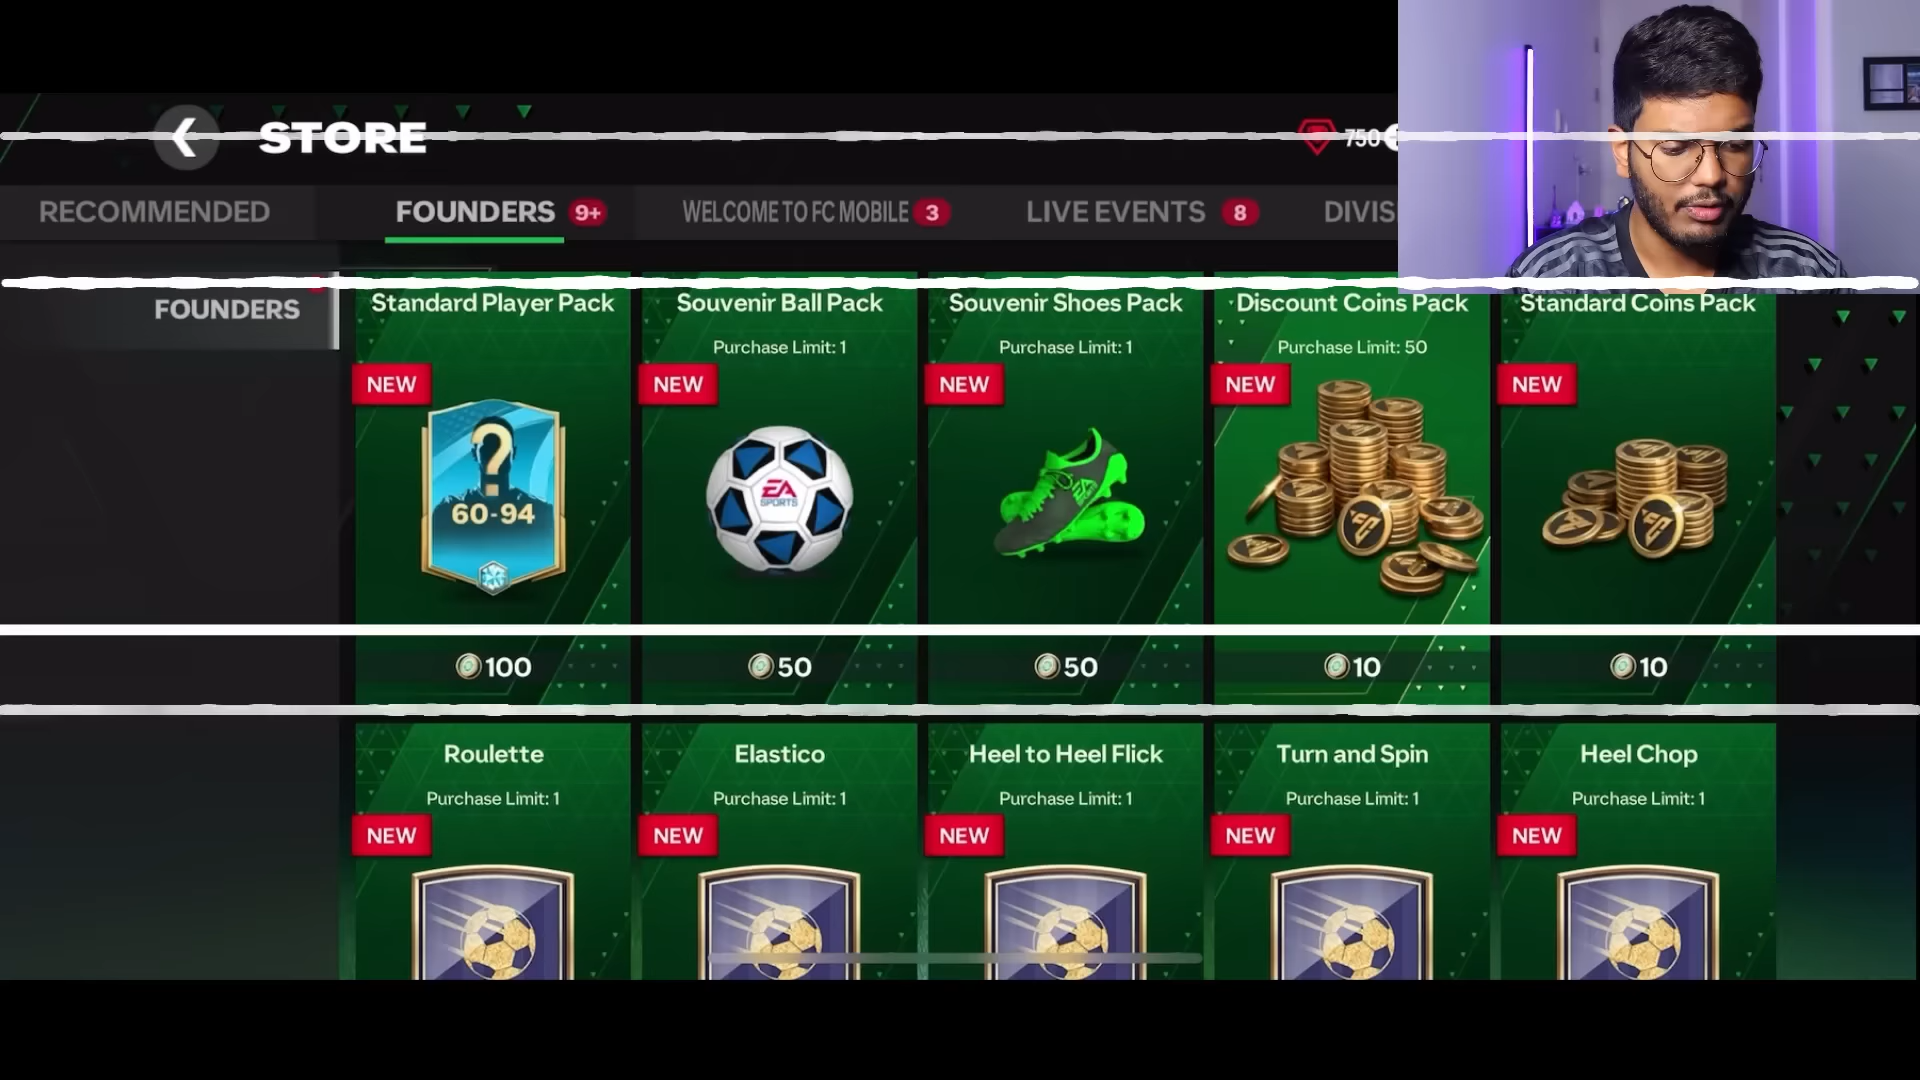 STORE
750
RECOMMENDED
FOUNDERS 9+
WELCOME TO FC MOBILE 3
LIVE EVENTS 8
DIVIS
FOUNDERS
Standard Player Pack
NEW
60-94
100
Souvenir Ball Pack
Purchase Limit: 1
NEW
EA
SPORTS
50
Souvenir Shoes Pack
Purchase Limit: 1
NEW
EA
50
Discount Coins Pack
Purchase Limit: 50
NEW
10
Standard Coins Pack
NEW
10
Roulette
Purchase Limit: 1
NEW
Elastico
Purchase Limit: 1
NEW
Heel to Heel Flick
Purchase Limit: 1
NEW
Turn and Spin
Purchase Limit: 1
NEW
Heel Chop
Purchase Limit: 1
NEW